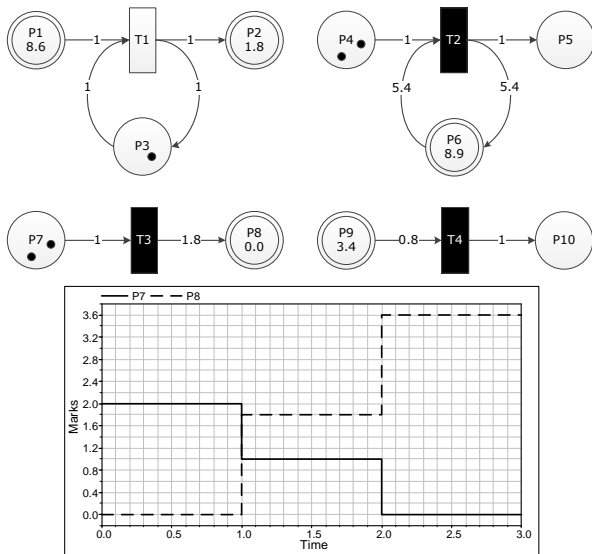 P1 8.6 1 T1 1 P2 1.8
1 1
P3
P4 1 T2 1 P5
5.4 5.4
P6 8.9
P7 1 T3 1.8 P8 0.0
P9 3.4 0.8 T4 1 P10
P7 P8
Marks
3.6
3.2
2.8
2.4
2.0
1.6
1.2
0.8
0.4
0.0
0.0 0.5 1.0 1.5 2.0 2.5 3.0
Time